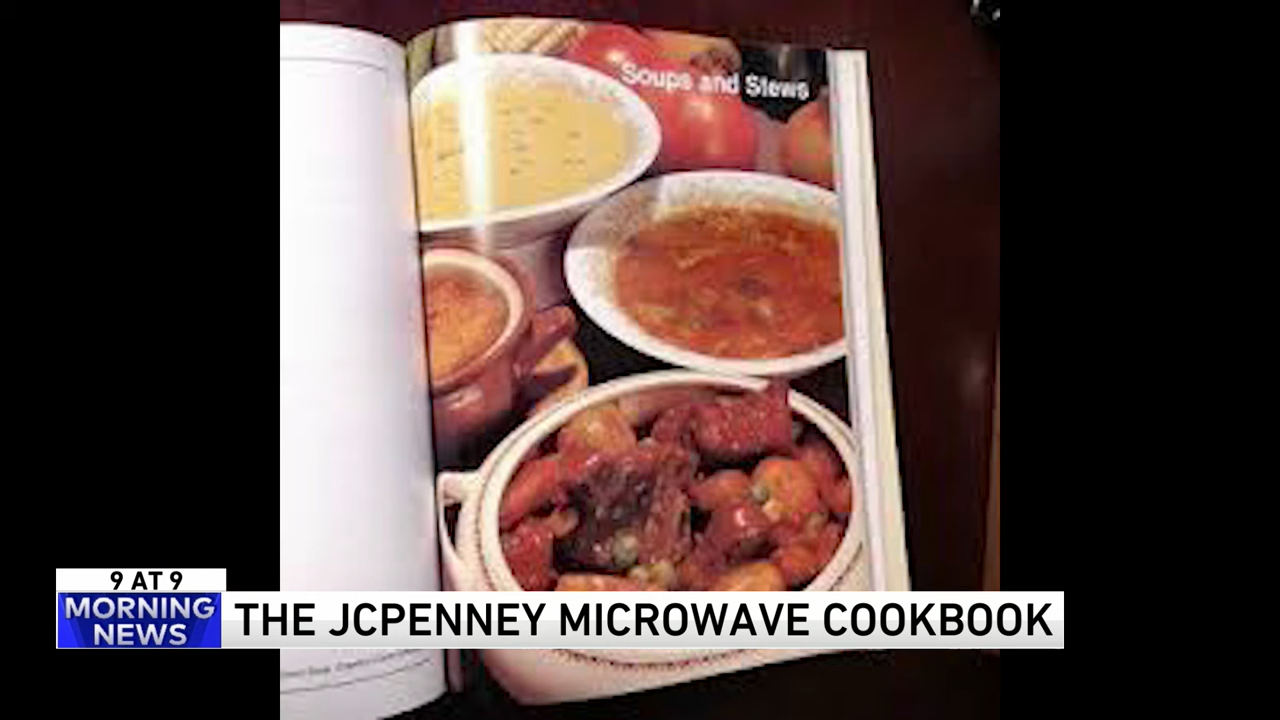 Soups and Stews
9 AT 9
MORNING
NEWS
THE JCPENNEY MICROWAVE COOKBOOK